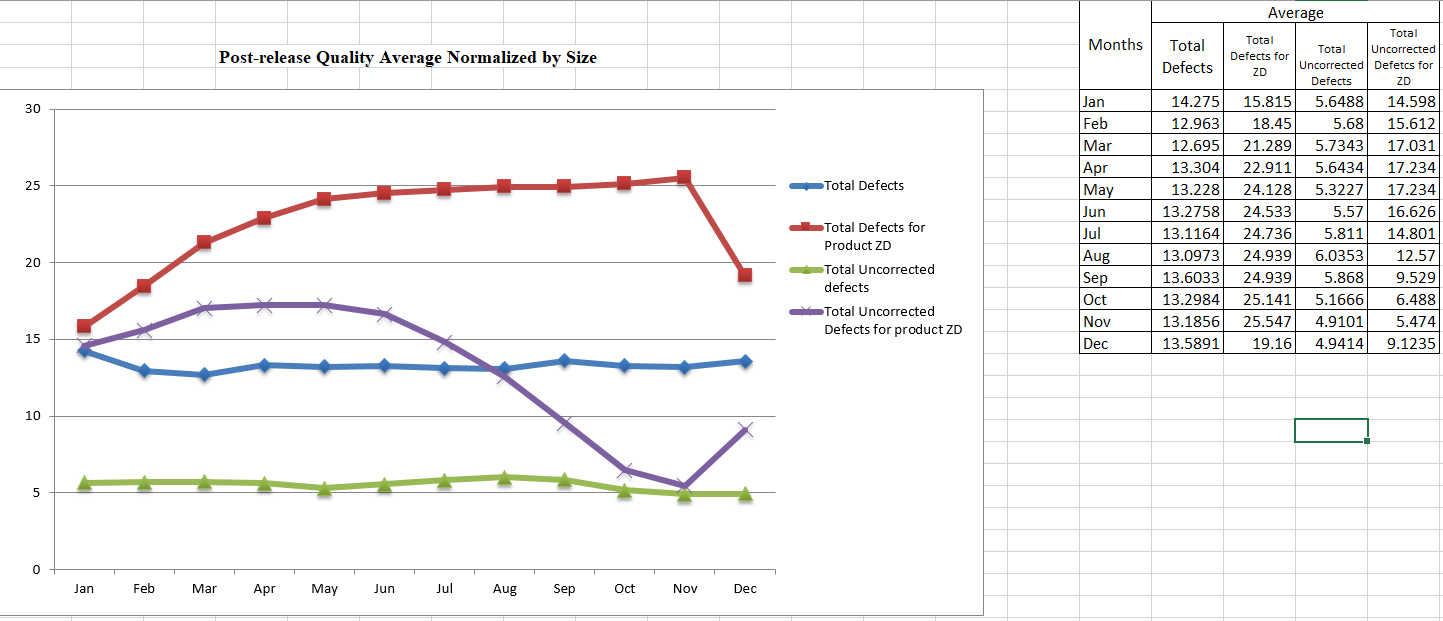 Post-release Quality Average Normalized by Size
30
25
20
15
10
5
0
Jan Feb Mar Apr May Jun Jul Aug Sep Oct Nov Dec
Total Defects
Total Defects for
Product ZD
Total Uncorrected
defects
Total Uncorrected
Defects for product ZD
Average
Months
Total
Defects
Total
Defects for
ZD
Total
Uncorrected
Defects
Total
Uncorrected
Defetcs for
ZD
Jan 14.275 15.815 5.6488 14.598
Feb 12.963 18.45 5.68 15.612
Mar 12.695 21.289 5.7343 17.031
Apr 13.304 22.911 5.6434 17.234
May 13.228 24.128 5.3227 17.234
Jun 13.2758 24.533 5.57 16.626
Jul 13.1164 24.736 5.811 14.801
Aug 13.0973 24.939 6.0353 12.57
Sep 13.6033 24.939 5.868 9.529
Oct 13.2984 25.141 5.1666 6.488
Nov 13.1856 25.547 4.9101 5.474
Dec 13.5891 19.16 4.9414 9.1235